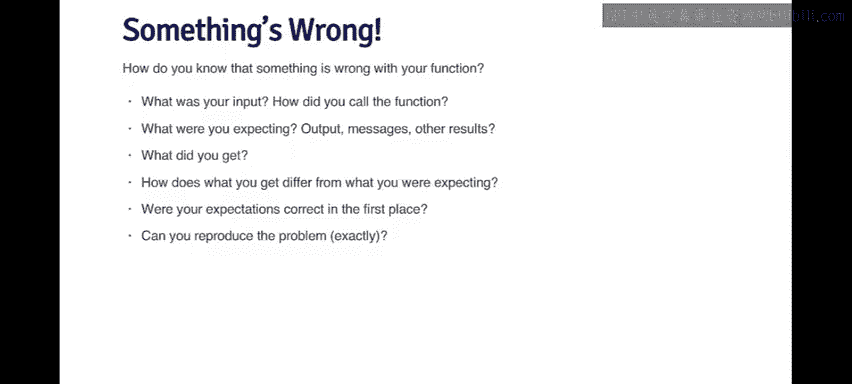 Something's Wrong!
How do you know that something is wrong with your function?
· What was your input? How did you call the function?
· What were you expecting? Output, messages, other results?
· What did you get?
· How does what you get differ from what you were expecting?
· Were your expectations correct in the first place?
· Can you reproduce the problem (exactly)?